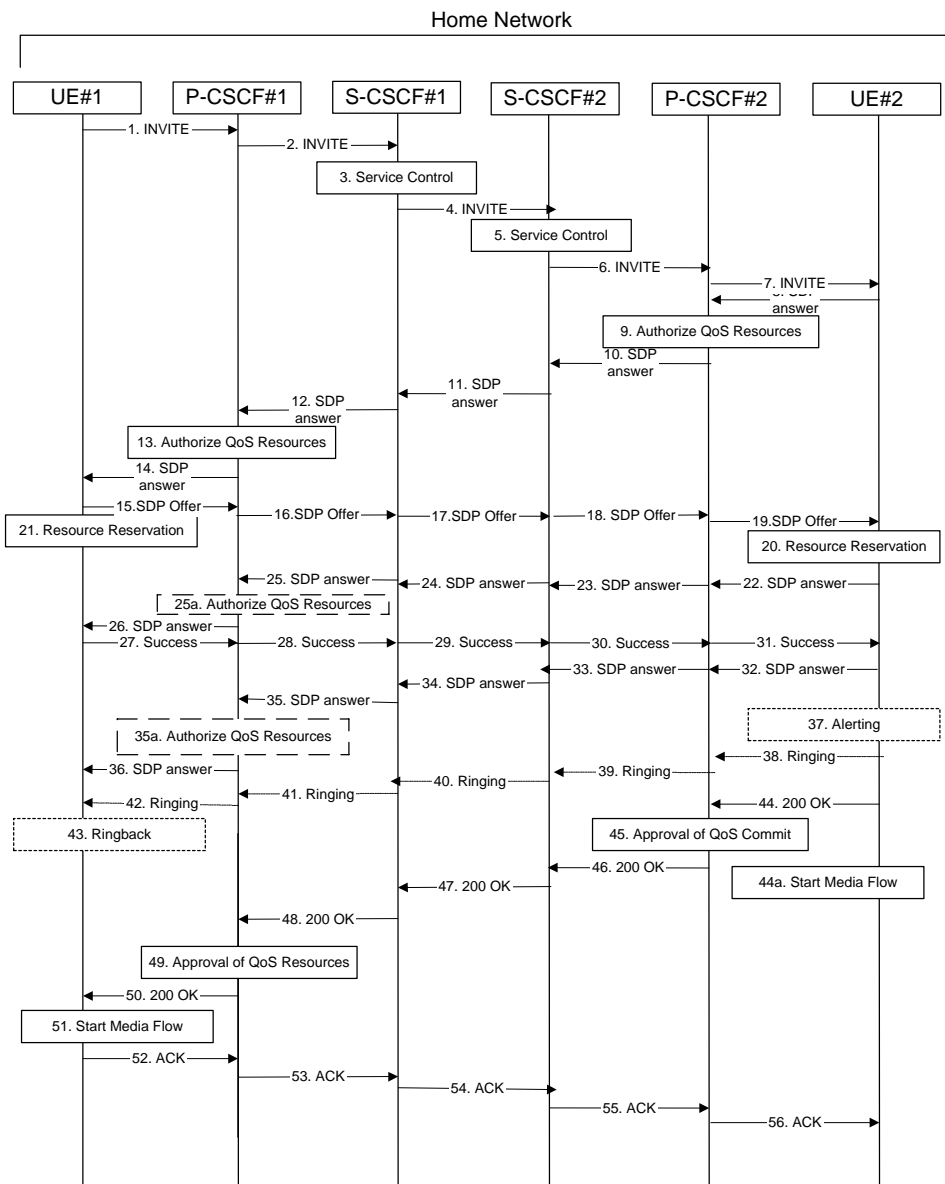 Home Network
UE#1
P-CSCF#1
S-CSCF#1
S-CSCF#2
P-CSCF#2
UE#2
1. INVITE
2. INVITE
3. Service Control
4. INVITE
5. Service Control
6. INVITE
7. INVITE
8. SDP
answer
9. Authorize QoS Resources
10. SDP
answer
11. SDP
answer
12. SDP
answer
13. Authorize QoS Resources
14. SDP
answer
15.SDP Offer
16.SDP Offer
17.SDP Offer
18. SDP Offer
19.SDP Offer
21. Resource Reservation
20. Resource Reservation
25. SDP answer
24. SDP answer
23. SDP answer
22. SDP answer
25a. Authorize QoS Resources
26. SDP answer
27. Success
28. Success
29. Success
30. Success
31. Success
33. SDP answer
32. SDP answer
34. SDP answer
35. SDP answer
37. Alerting
35a. Authorize QoS Resources
38. Ringing
36. SDP answer
39. Ringing
40. Ringing
41. Ringing
42. Ringing
44. 200 OK
43. Ringback
45. Approval of QoS Commit
46. 200 OK
44a. Start Media Flow
47. 200 OK
48. 200 OK
49. Approval of QoS Resources
50. 200 OK
51. Start Media Flow
52. ACK
53. ACK
54. ACK
55. ACK
56. ACK